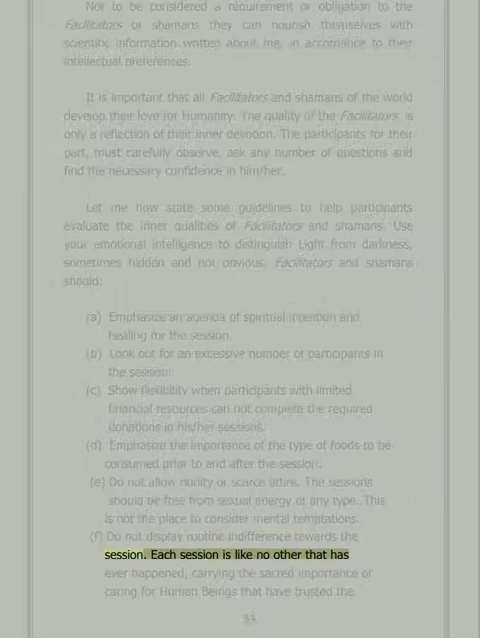 Nor to be considered a requirement or obligation to the
Facilitators or shamans they can nourish themselves with
scientific information written about me, in accordance to their
intellectual preferences.
It is important that all Facilitators and shamans of the world
develop their love for Humanity. The quality of the Facilitators is
only a reflection of their inner devotion. The participants for their
part, must carefully observe, ask any number of questions and
find the necessary confidence in him/her.
Let me now state some guidelines to help participants
evaluate the inner qualities of Facilitators and shamans. Use
your emotional intelligence to distinguish Light from darkness,
sometimes hidden and not obvious. Facilitators and shamans
should:
(a) Emphasize an agenda of spiritual intention and
healing for the session.
(b) Look out for an excessive number of participants in
the session.
(c) Show flexibility when participants with limited
financial resources can not complete the required
donations in his/her sessions.
(d) Emphasize the importance of the type of foods to be
consumed prior to and after the session.
(e) Do not allow nudity or scarce attire. The sessions
should be free from sexual energy of any type. This
is not the place to consider mental temptations.
(f) Do not display routine indifference towards the
session. Each session is like no other that has
ever happened, carrying the sacred importance of
caring for Human Beings that have trusted the